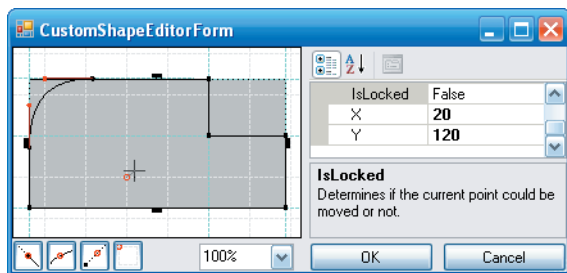 CustomShapeEditorForm
A
Z
IsLocked False
X 20
Y 120
IsLocked
Determines if the current point could be
moved or not.
100%
OK
Cancel